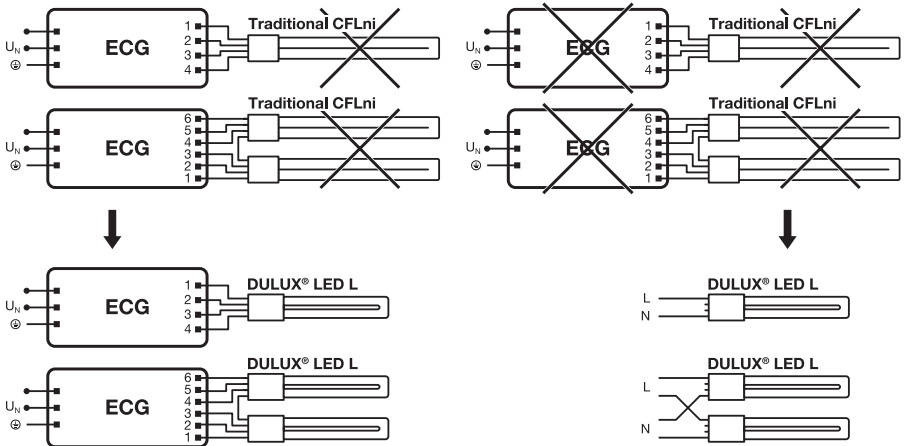 Traditional CFLni
1
2
3
4
U_N
ECG
Traditional CFLni
6
5
4
3
2
1
U_N
ECG
Traditional CFLni
1
2
3
4
U_N
ECG
Traditional CFLni
6
5
4
3
2
1
U_N
ECG
DULUX® LED L
1
2
3
4
U_N
ECG
DULUX® LED L
6
5
4
3
2
1
U_N
ECG
DULUX® LED L
L
N
DULUX® LED L
L
N